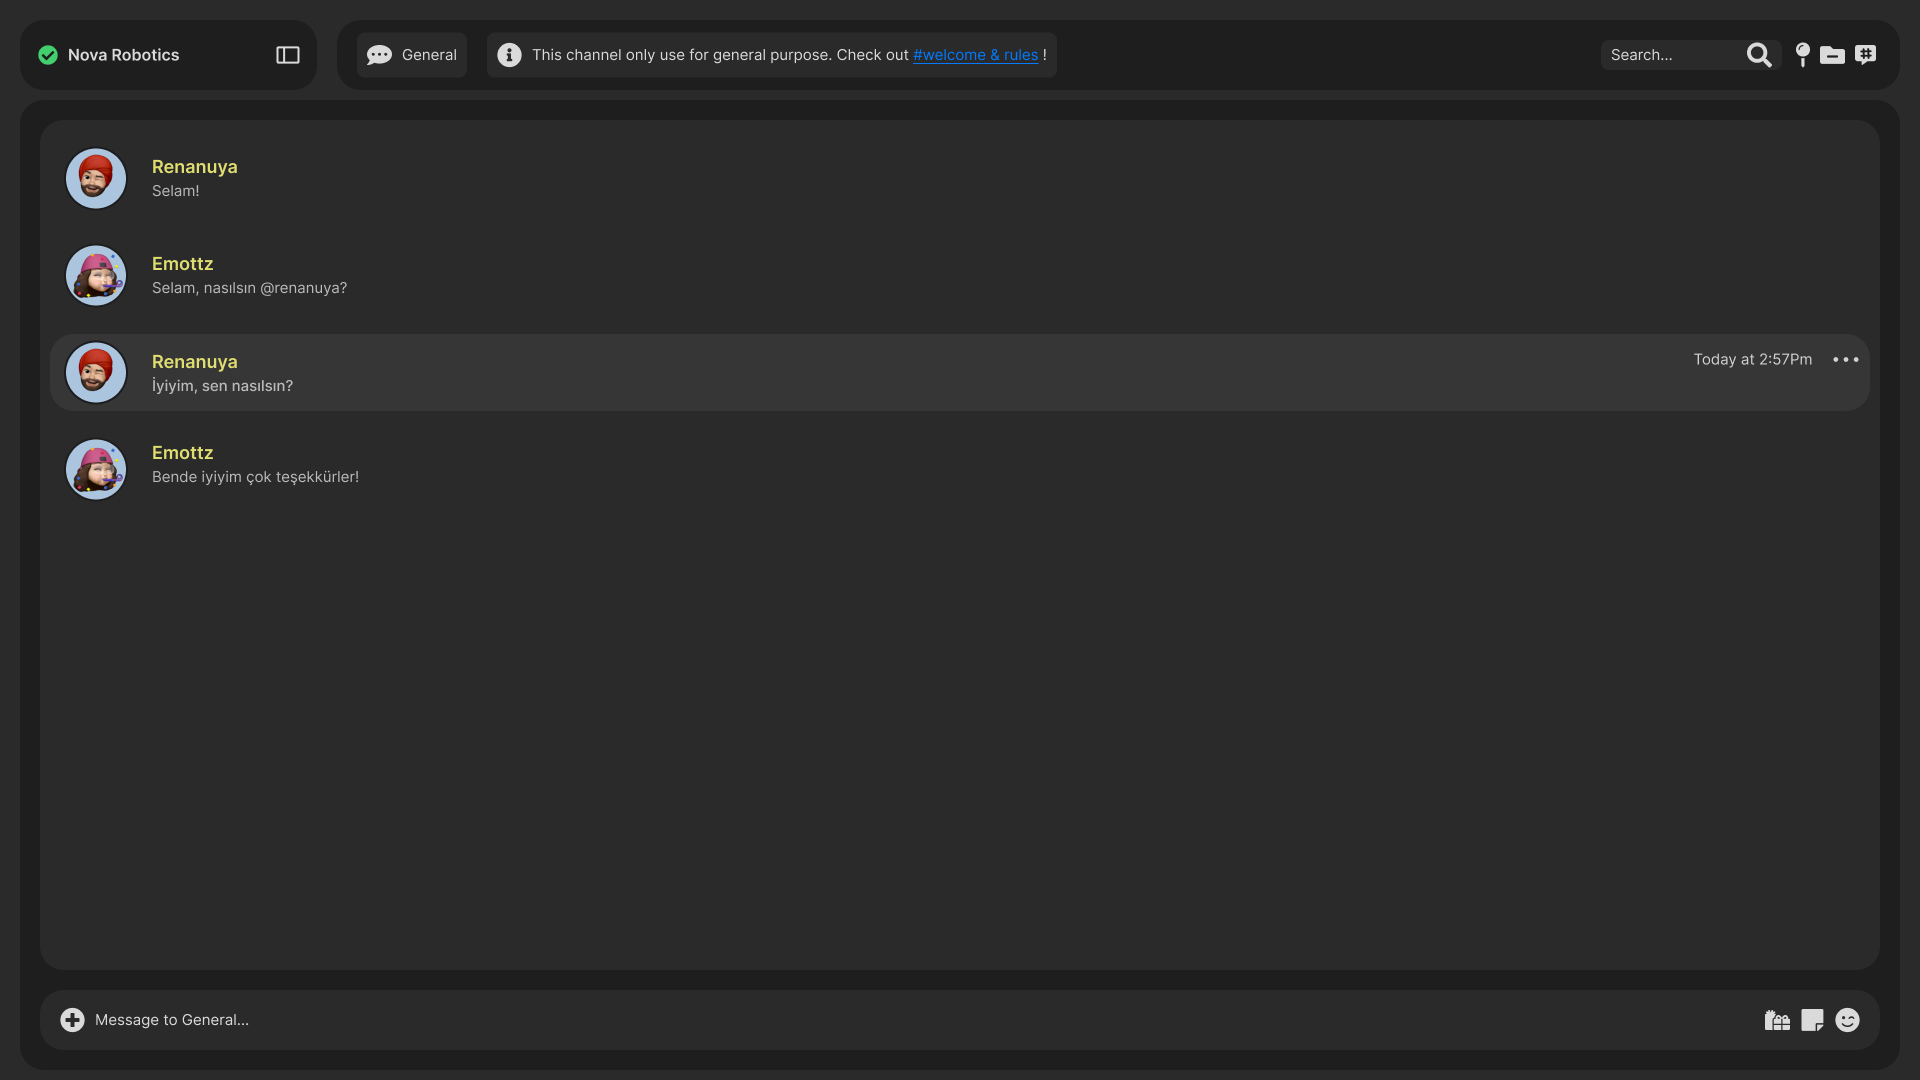 Nova Robotics
General
This channel only use for general purpose. Check out #welcome & rules !
Search...
Renanuya
Selam!
Emottz
Selam, nasılsın @renanuya?
Renanuya
Today at 2:57Pm
İyiyim, sen nasılsın?
Emottz
Bende iyiyim çok teşekkürler!
Message to General...